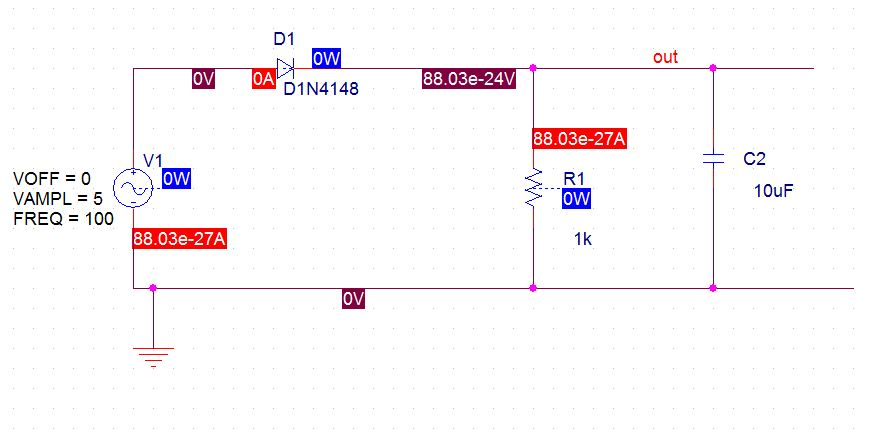 D1
out
0V
0A
0W
D1N4148
88.03e-24V
V1
VOFF = 0
VAMPL = 5
FREQ = 100
+
0W
-
88.03e-27A
88.03e-27A
R1
0W
1k
C2
10uF
0V